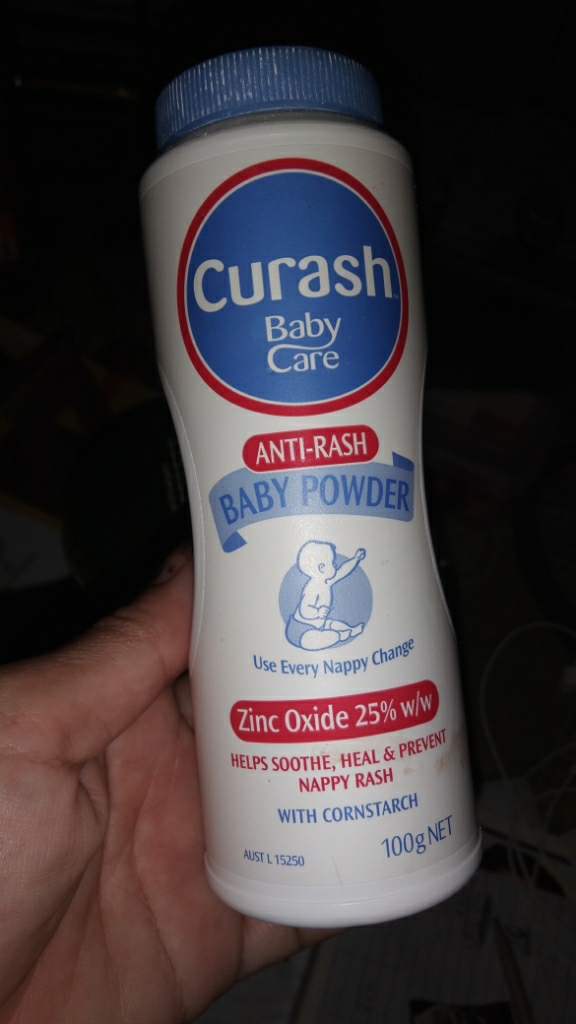 Curash™
Baby
Care
ANTI-RASH
BABY POWDER
Use Every Nappy Change
Zinc Oxide 25% w/w
HELPS SOOTHE, HEAL & PREVENT
NAPPY RASH
WITH CORNSTARCH
AUST L 15250
100g NET